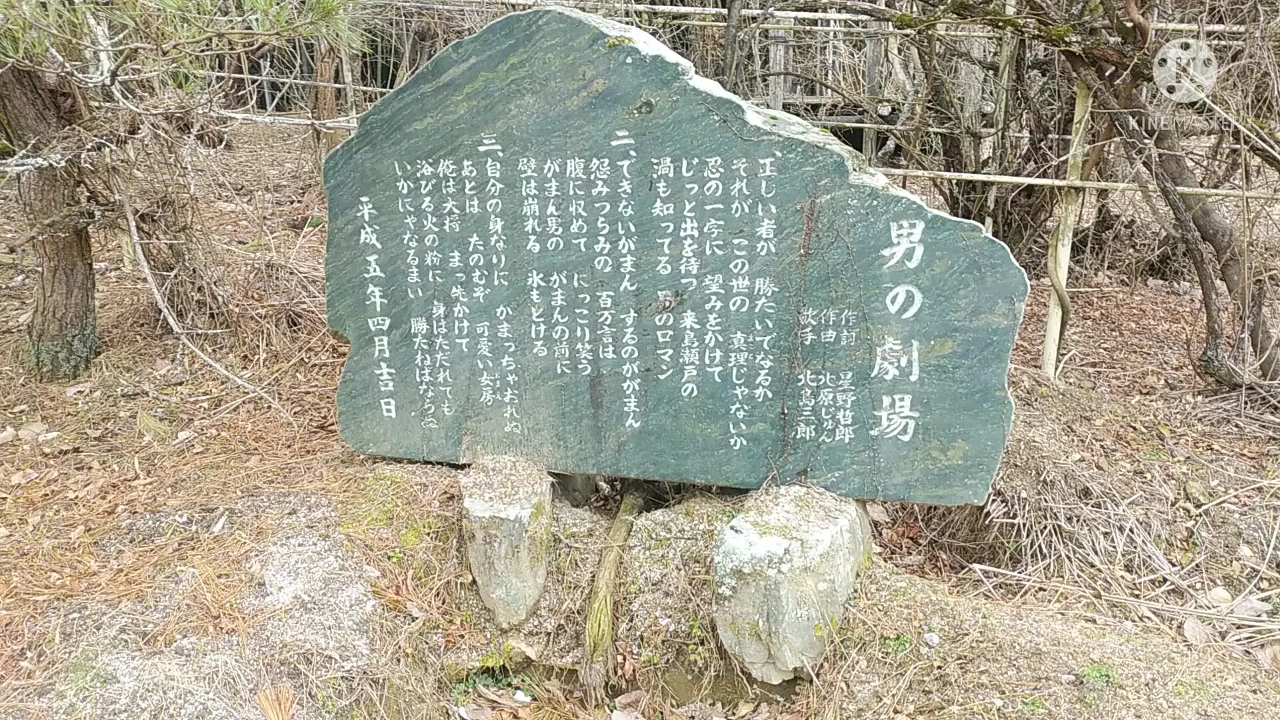 男の劇場
作詞 星野哲郎
作曲 北原じゅん
歌手 北島三郎
一、正しい者が 勝たいでなるか
それが この世の 真理じゃないか
忍の一字に 望みをかけて
じっと出を待つ 来島瀬戸の
渦も知ってる 男のロマン
二、できないがまん するのががまん
怨みつらみの 百万言は
腹に収めて にっこり笑う
がまん男の がまんの前に
壁は崩れる 氷もとける
三、自分の身なりに かまっちゃおれぬ
あとは たのむぞ 可愛い女房
俺は大将 まっ先かけて
浴びる火の粉に 身はただれても
いかにゃなるまい 勝たねばならぬ
平成五年四月吉日